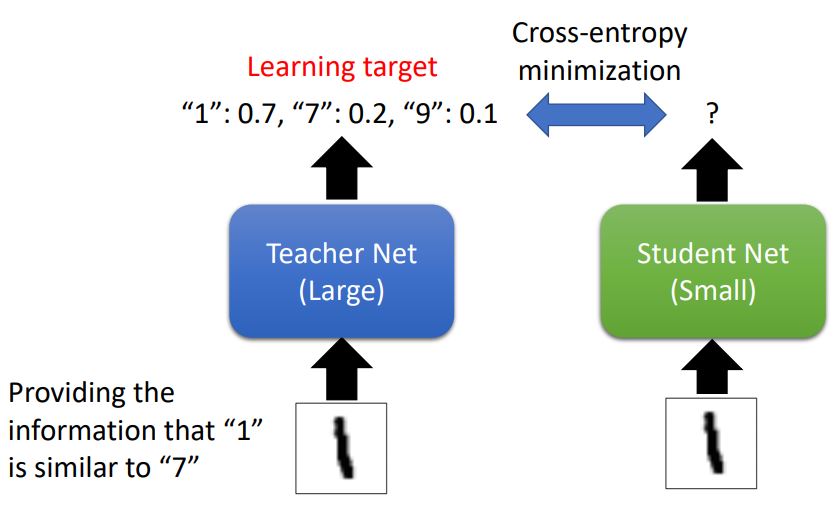 Cross-entropy
minimization
Learning target
“1”: 0.7, “7”: 0.2, “9”: 0.1
?
Teacher Net
(Large)
Student Net
(Small)
Providing the
information that “1”
is similar to “7”